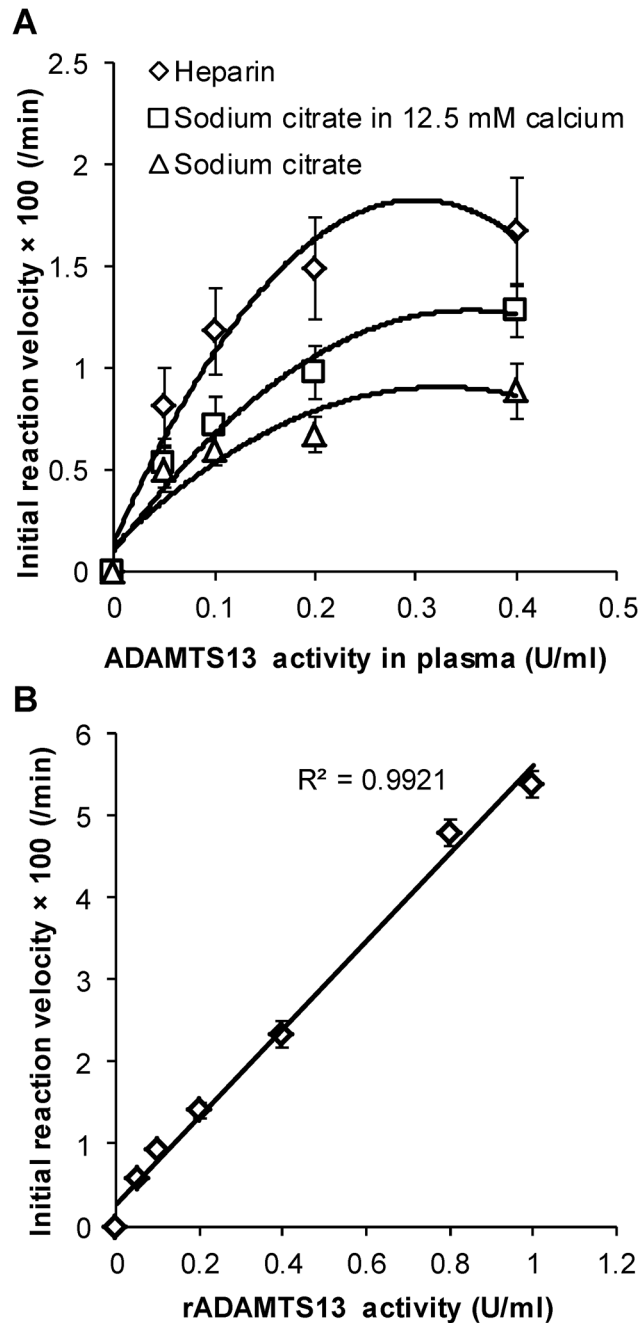 A
2.5
2
1.5
1
0.5
0
Initial reaction velocity × 100 (/min)
Heparin
Sodium citrate in 12.5 mM calcium
Sodium citrate
0 0.1 0.2 0.3 0.4 0.5
ADAMTS13 activity in plasma (U/ml)
B
6
5
4
3
2
1
0
Initial reaction velocity × 100 (/min)
R² = 0.9921
0 0.2 0.4 0.6 0.8 1 1.2
rADAMTS13 activity (U/ml)